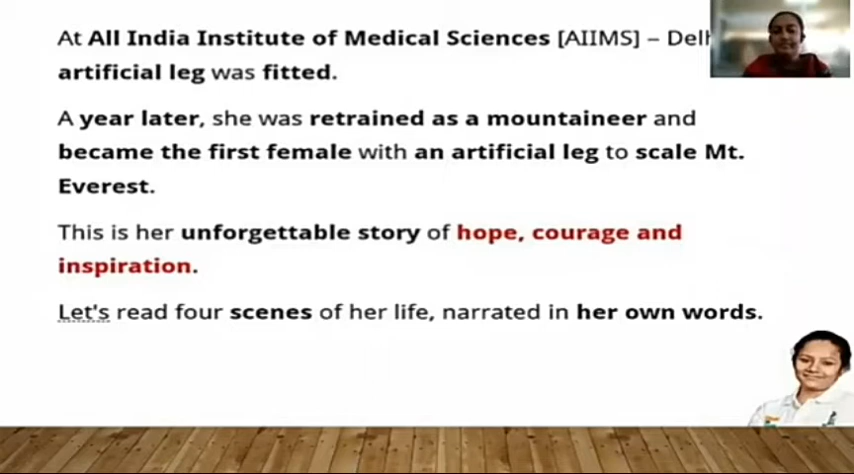 At All India Institute of Medical Sciences [AIIMS] –
artificial leg was fitted.
A year later, she was retrained as a mountaineer and
became the first female with an artificial leg to scale Mt.
Everest.
This is her unforgettable story of hope, courage and
inspiration.
Let's read four scenes of her life, narrated in her own words.